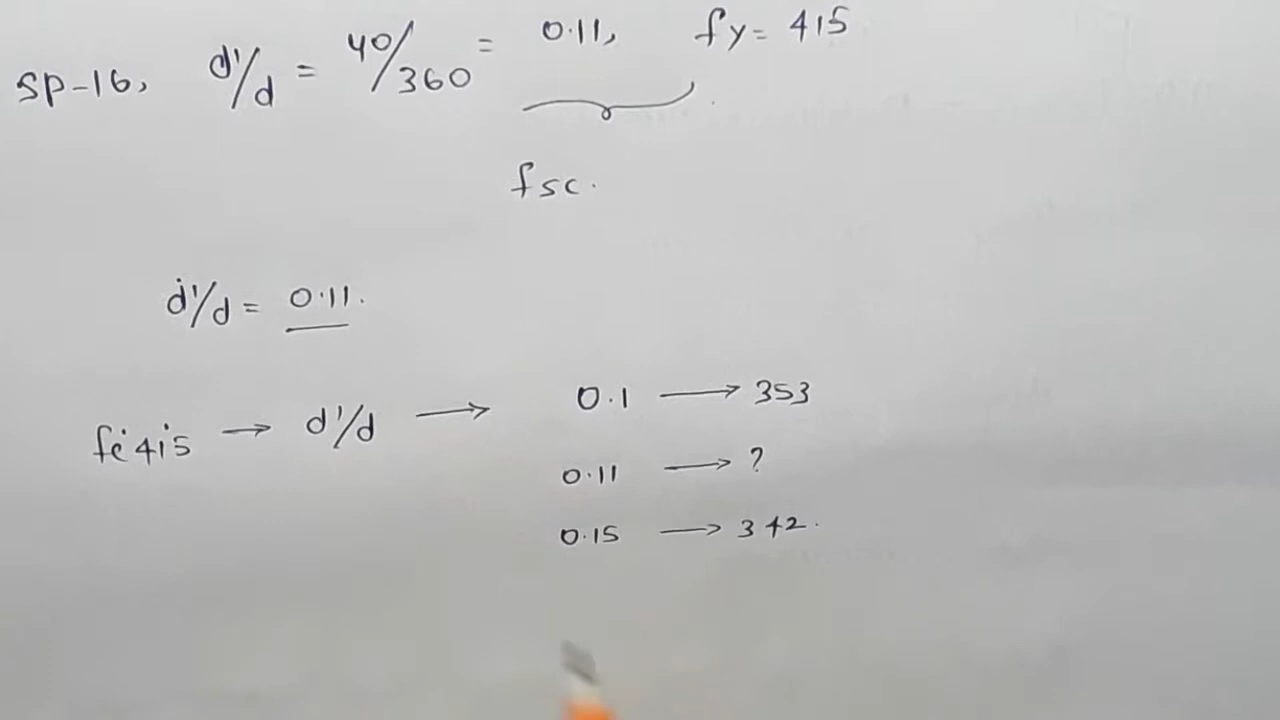 SP-16, d'/d = 40/360 = 0.11, fy = 415
fsc.
d'/d = 0.11.
fe415 → d'/d → 0.1 → 353
0.11 → ?
0.15 → 342.